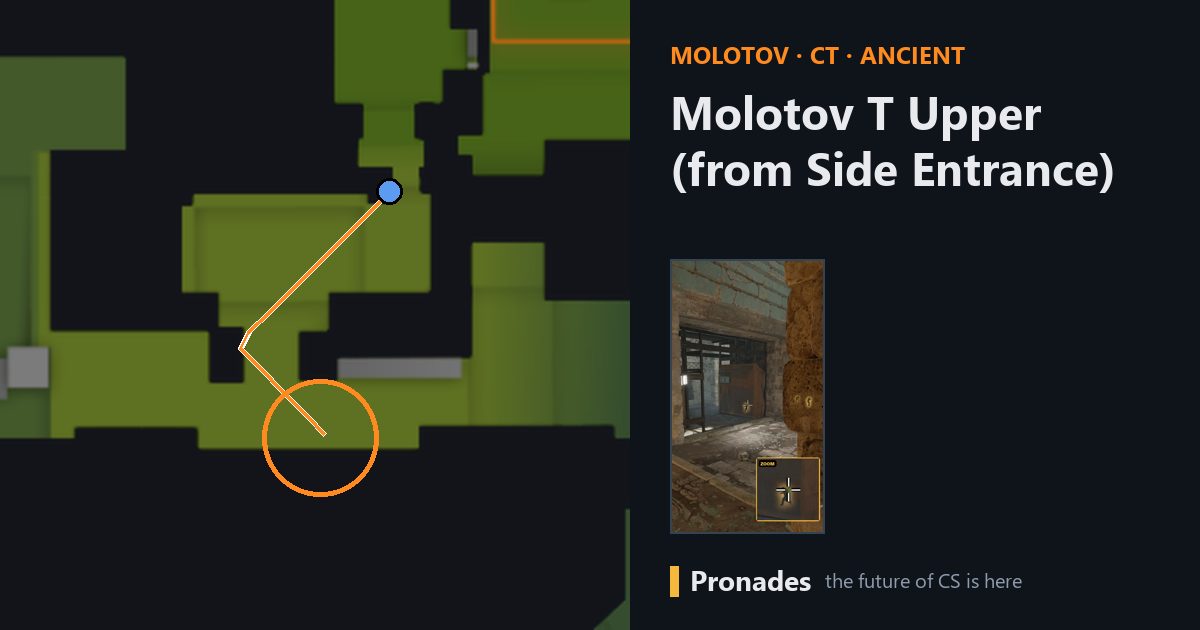 MOLOTOV · CT · ANCIENT
Molotov T Upper
(from Side Entrance)
ZOOM
Pronades the future of CS is here